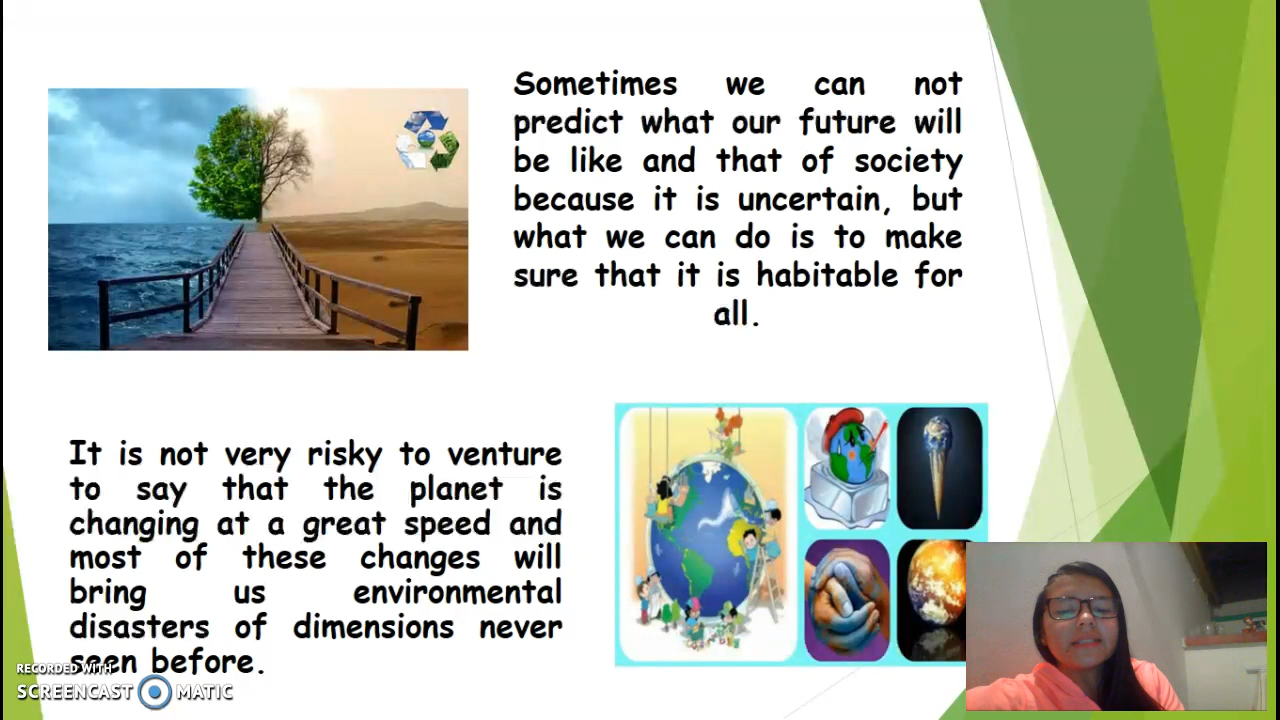 Sometimes we can not
predict what our future will
be like and that of society
because it is uncertain, but
what we can do is to make
sure that it is habitable for
all.
It is not very risky to venture
to say that the planet is
changing at a great speed and
most of these changes will
bring us environmental
disasters of dimensions never
seen before.
RECORDED WITH
SCREENCAST MATIC